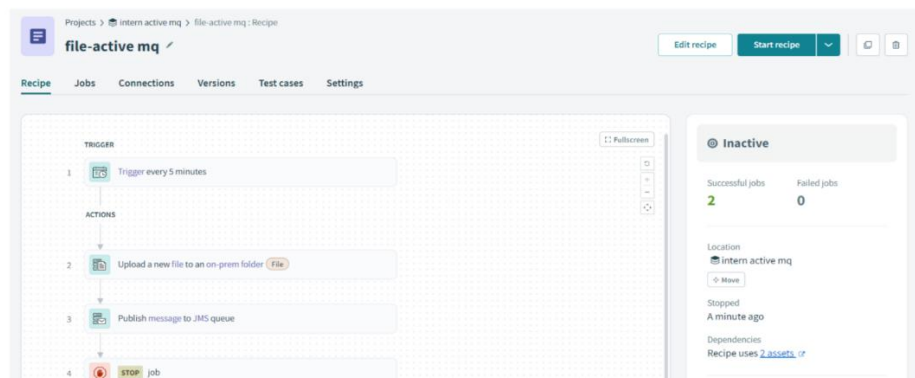 Projects > intern active mq > file-active mq : Recipe
file-active mq
Edit recipe
Start recipe
Recipe Jobs Connections Versions Test cases Settings
Fullscreen
TRIGGER
1 Trigger every 5 minutes
ACTIONS
2 Upload a new file to an on-prem folder File
3 Publish message to JMS queue
4 STOP job
Inactive
Successful jobs Failed jobs
2 0
Location
intern active mq
Move
Stopped
A minute ago
Dependencies
Recipe uses 2 assets